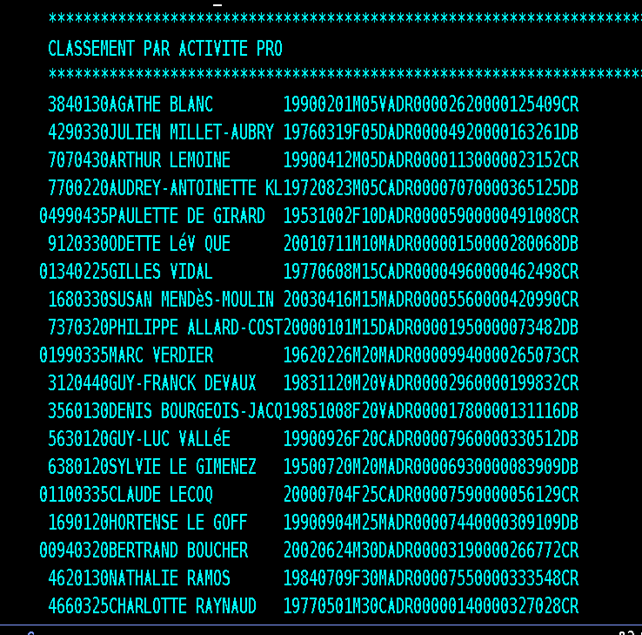 ****************************************************************
CLASSEMENT PAR ACTIVITE PRO
****************************************************************
3840130AGATHE BLANC        19900201M05VADR00002620000125409CR
4290330JULIEN MILLET-AUBRY 19760319F05DADR00004920000163261DB
7070430ARTHUR LEMOINE      19900412M05DADR00001130000023152CR
7700220AUDREY-ANTOINETTE KL19720823M05CADR00007070000365125DB
04990435PAULETTE DE GIRARD  19531002F10DADR00005900000491008CR
9120330ODETTE LéV QUE      20010711M10MADR00000150000280068DB
01340225GILLES VIDAL        19770608M15CADR00004960000462498CR
1680330SUSAN MENDèS-MOULIN 20030416M15MADR00005560000420990CR
7370320PHILIPPE ALLARD-COST20000101M15DADR00001950000073482DB
01990335MARC VERDIER        19620226M20MADR00009940000265073CR
3120440GUY-FRANCK DEVAUX   19831120M20VADR00002960000199832CR
3560130DENIS BOURGEOIS-JACQ19851008F20VADR00001780000131116DB
5630120GUY-LUC VALLéE      19900926F20CADR00007960000330512DB
6380120SYLVIE LE GIMENEZ   19500720M20MADR00006930000083909DB
01100335CLAUDE LECOQ        20000704F25CADR00007590000056129CR
1690120HORTENSE LE GOFF    19900904M25MADR00007440000309109DB
00940320BERTRAND BOUCHER    20020624M30DADR00003190000266772CR
4620130NATHALIE RAMOS      19840709F30MADR00007550000333548CR
4660325CHARLOTTE RAYNAUD   19770501M30CADR00000140000327028CR